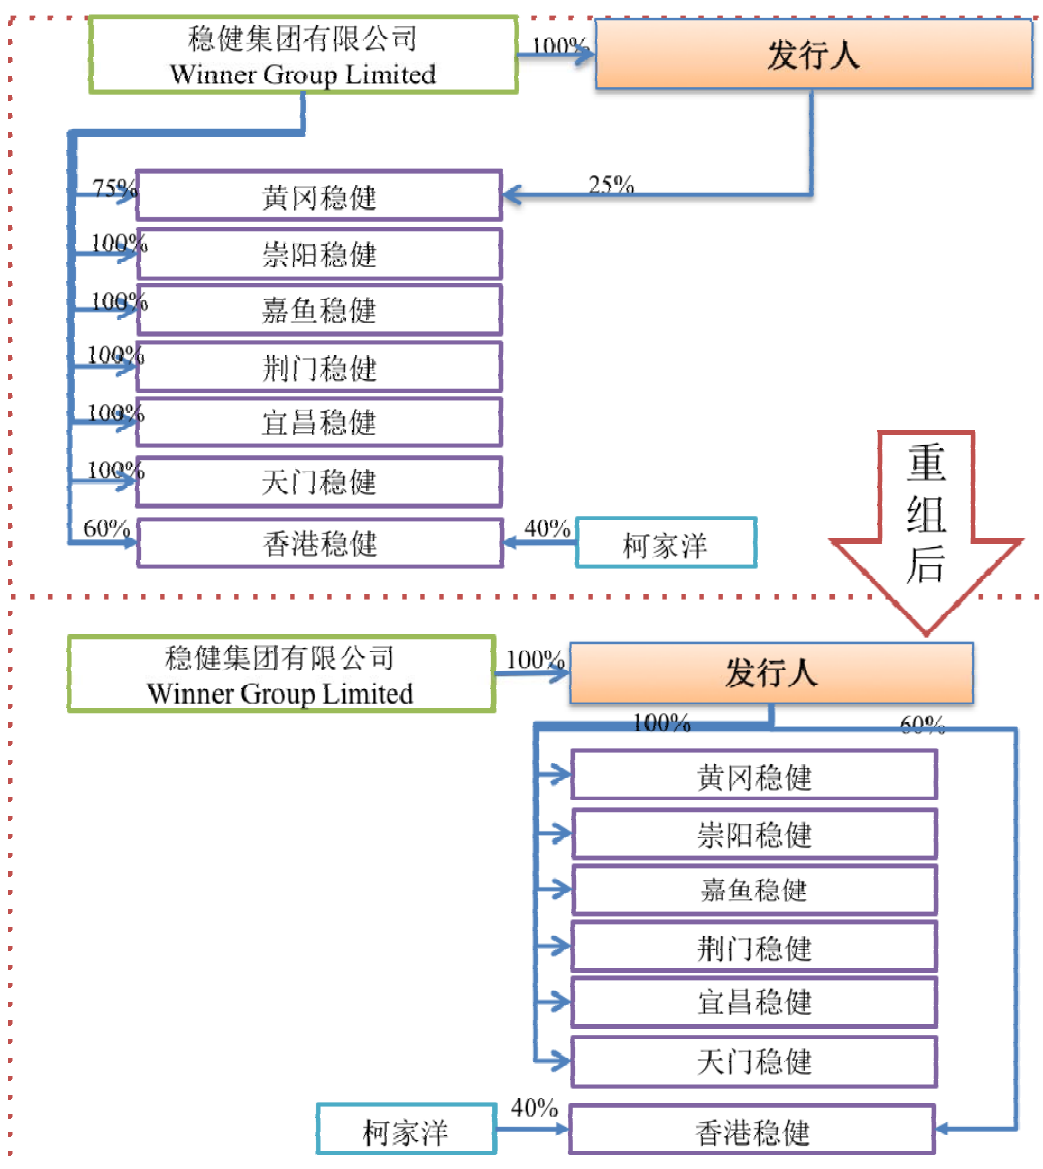 稳健集团有限公司
Winner Group Limited
100%
发行人
75%
黄冈稳健
25%
100%
崇阳稳健
100%
嘉鱼稳健
100%
荆门稳健
100%
宜昌稳健
100%
天门稳健
60%
香港稳健
40%
柯家洋
重
组
后
稳健集团有限公司
Winner Group Limited
100%
发行人
100%
60%
黄冈稳健
崇阳稳健
嘉鱼稳健
荆门稳健
宜昌稳健
天门稳健
柯家洋
40%
香港稳健